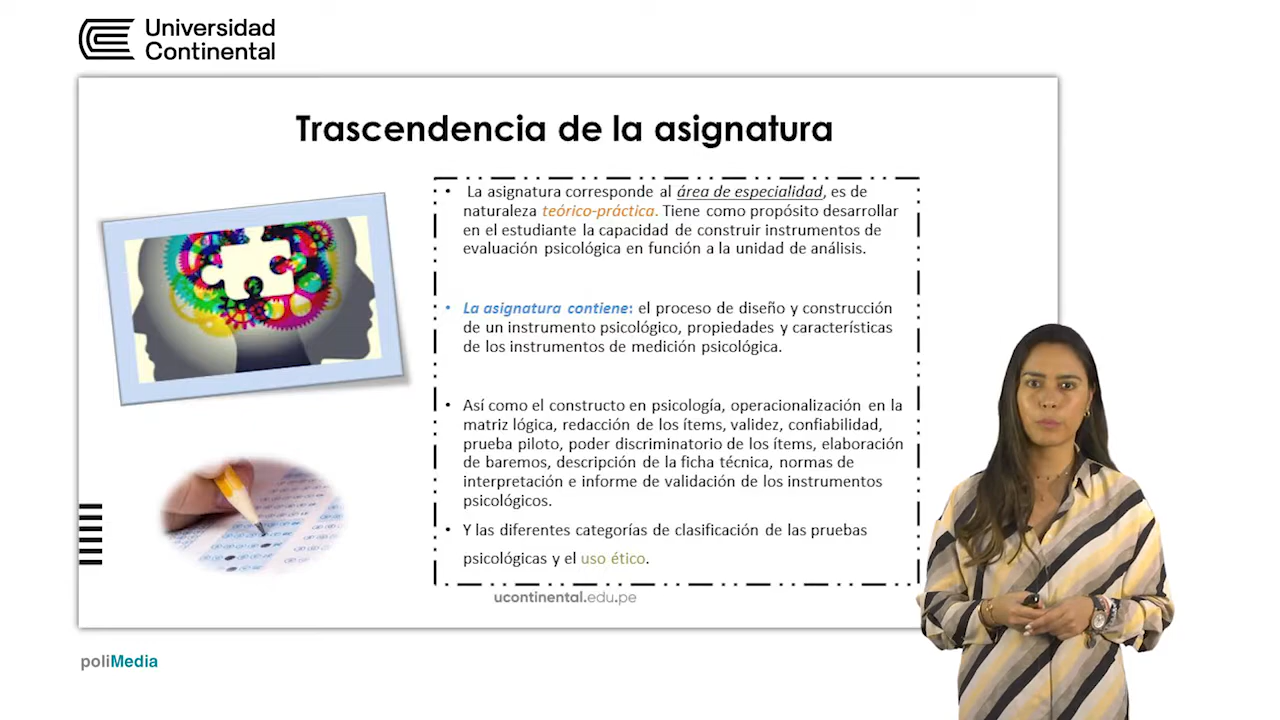 Universidad
Continental
Trascendencia de la asignatura
• La asignatura corresponde al área de especialidad, es de
naturaleza teórico-práctica. Tiene como propósito desarrollar
en el estudiante la capacidad de construir instrumentos de
evaluación psicológica en función a la unidad de análisis.
• La asignatura contiene: el proceso de diseño y construcción
de un instrumento psicológico, propiedades y características
de los instrumentos de medición psicológica.
• Así como el constructo en psicología, operacionalización en la
matriz lógica, redacción de los ítems, validez, confiabilidad,
prueba piloto, poder discriminatorio de los ítems, elaboración
de baremos, descripción de la ficha técnica, normas de
interpretación e informe de validación de los instrumentos
psicológicos.
• Y las diferentes categorías de clasificación de las pruebas
psicológicas y el uso ético.
ucontinental.edu.pe
poliMedia